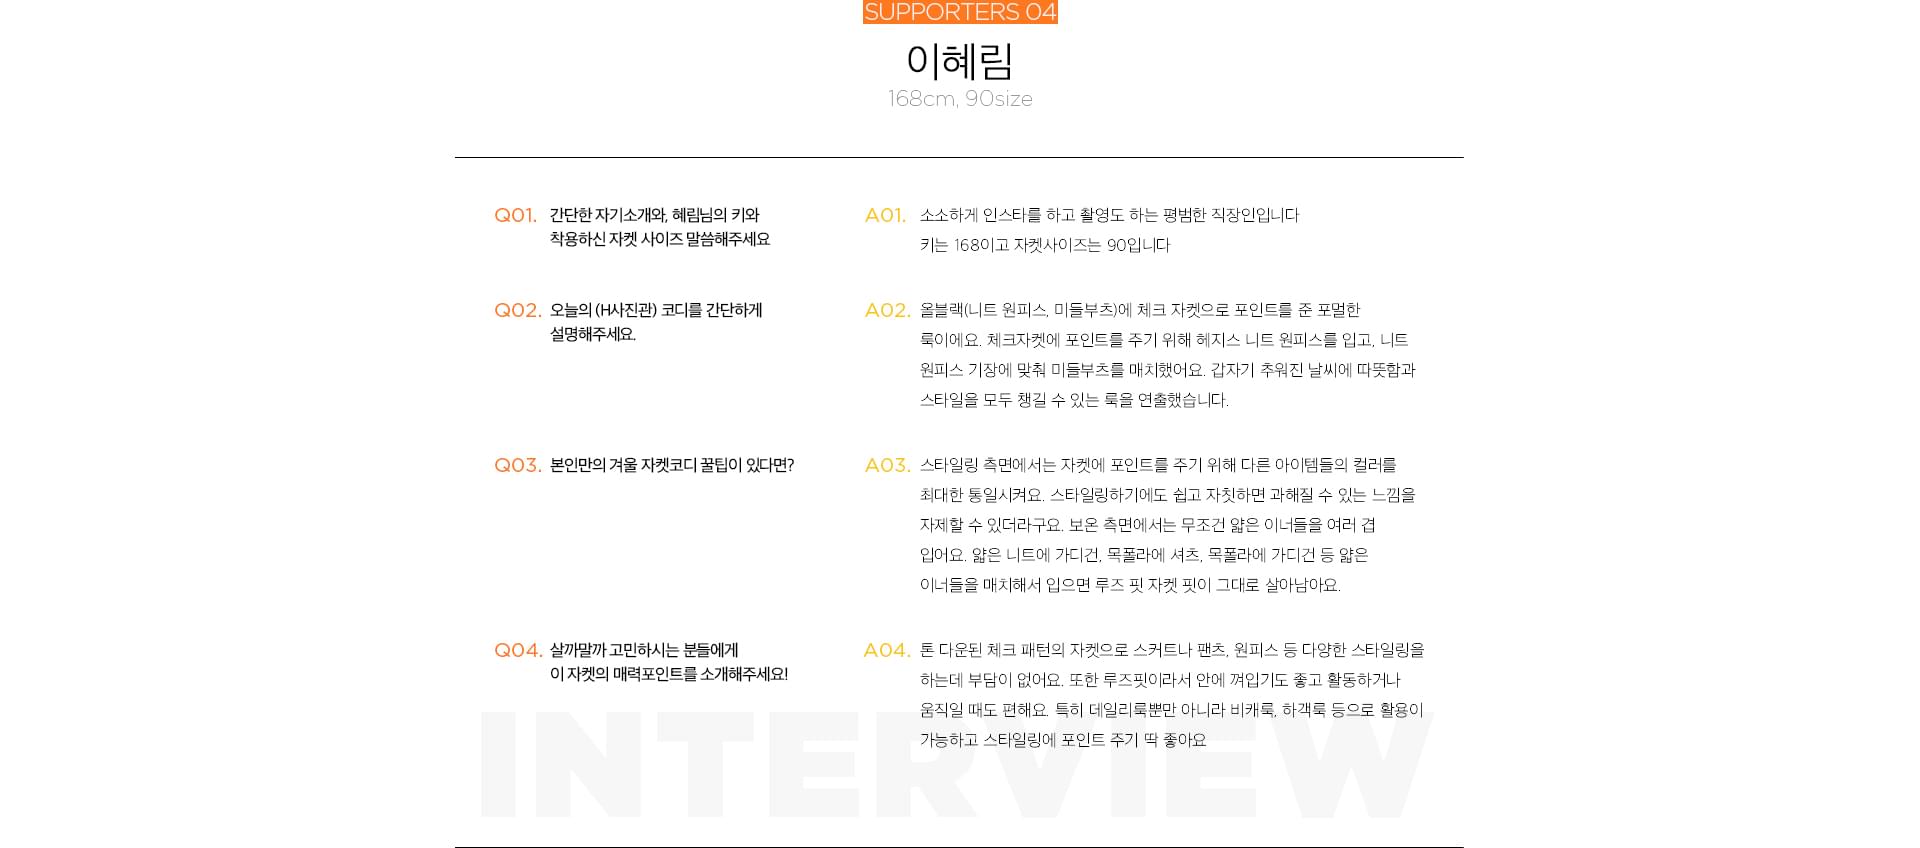 SUPPORTERS 04
이혜림
168cm, 90size
Q01. 간단한 자기소개와, 혜림님의 키와
착용하신 자켓 사이즈 말씀해주세요
A01. 소소하게 인스타를 하고 촬영도 하는 평범한 직장인입니다
키는 168이고 자켓사이즈는 90입니다
Q02. 오늘의 (H사진관) 코디를 간단하게
설명해주세요.
A02. 올블랙(니트 원피스, 미들부츠)에 체크 자켓으로 포인트를 준 포멀한
룩이에요. 체크자켓에 포인트를 주기 위해 헤지스 니트 원피스를 입고, 니트
원피스 기장에 맞춰 미들부츠를 매치했어요. 갑자기 추워진 날씨에 따뜻함과
스타일을 모두 챙길 수 있는 룩을 연출했습니다.
Q03. 본인만의 겨울 자켓코디 꿀팁이 있다면?
A03. 스타일링 측면에서는 자켓에 포인트를 주기 위해 다른 아이템들의 컬러를
최대한 통일시켜요. 스타일링하기에도 쉽고 자칫하면 과해질 수 있는 느낌을
자제할 수 있더라구요. 보온 측면에서는 무조건 얇은 이너들을 여러 겹
입어요. 얇은 니트에 가디건, 목폴라에 셔츠, 목폴라에 가디건 등 얇은
이너들을 매치해서 입으면 루즈 핏 자켓 핏이 그대로 살아남아요.
Q04. 살까말까 고민하시는 분들에게
이 자켓의 매력포인트를 소개해주세요!
A04. 톤 다운된 체크 패턴의 자켓으로 스커트나 팬츠, 원피스 등 다양한 스타일링을
하는데 부담이 없어요. 또한 루즈핏이라서 안에 껴입기도 좋고 활동하거나
움직일 때도 편해요. 특히 데일리룩뿐만 아니라 비캐룩, 하객룩 등으로 활용이
가능하고 스타일링에 포인트 주기 딱 좋아요
INTERVIEW